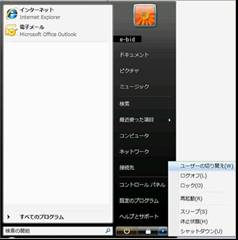 インターネット
Internet Explorer
電子メール
Microsoft Office Outlook
すべてのプログラム
検索の開始
e-bid
ドキュメント
ピクチャ
ミュージック
検索
最近使った項目
コンピュータ
ネットワーク
接続先
コントロール パネル
既定のプログラム
ヘルプとサポート
ユーザーの切り替え(W)
ログオフ(L)
ロック(O)
再起動(R)
スリープ(S)
休止状態(H)
シャットダウン(U)